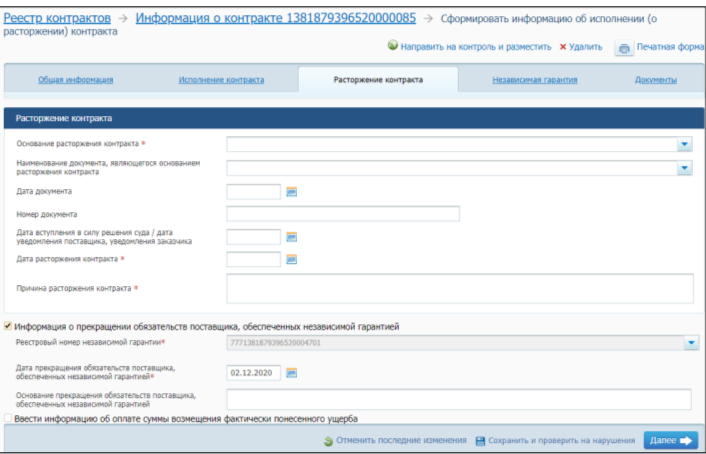 Реестр контрактов → Информация о контракте 1381879396520000085 → Сформировать информацию об исполнении (о
расторжении) контракта
Направить на контроль и разместить × Удалить Печатная форма
Общая информация Исполнение контракта Расторжение контракта Независимая гарантия Документы
Расторжение контракта
Основание расторжения контракта *
Наименование документа, являющегося основанием
расторжения контракта
Дата документа
Номер документа
Дата вступления в силу решения суда / дата
уведомления поставщика, уведомления заказчика
Дата расторжения контракта *
Причина расторжения контракта *
Информация о прекращении обязательств поставщика, обеспеченных независимой гарантией
Реестровый номер независимой гарантии* 7771381879396520004701
Дата прекращения обязательств поставщика,
обеспеченных независимой гарантией* 02.12.2020
Основание прекращения обязательств поставщика,
обеспеченных независимой гарантией
Ввести информацию об оплате суммы возмещения фактически понесенного ущерба
Отменить последние изменения Сохранить и проверить на нарушения Далее